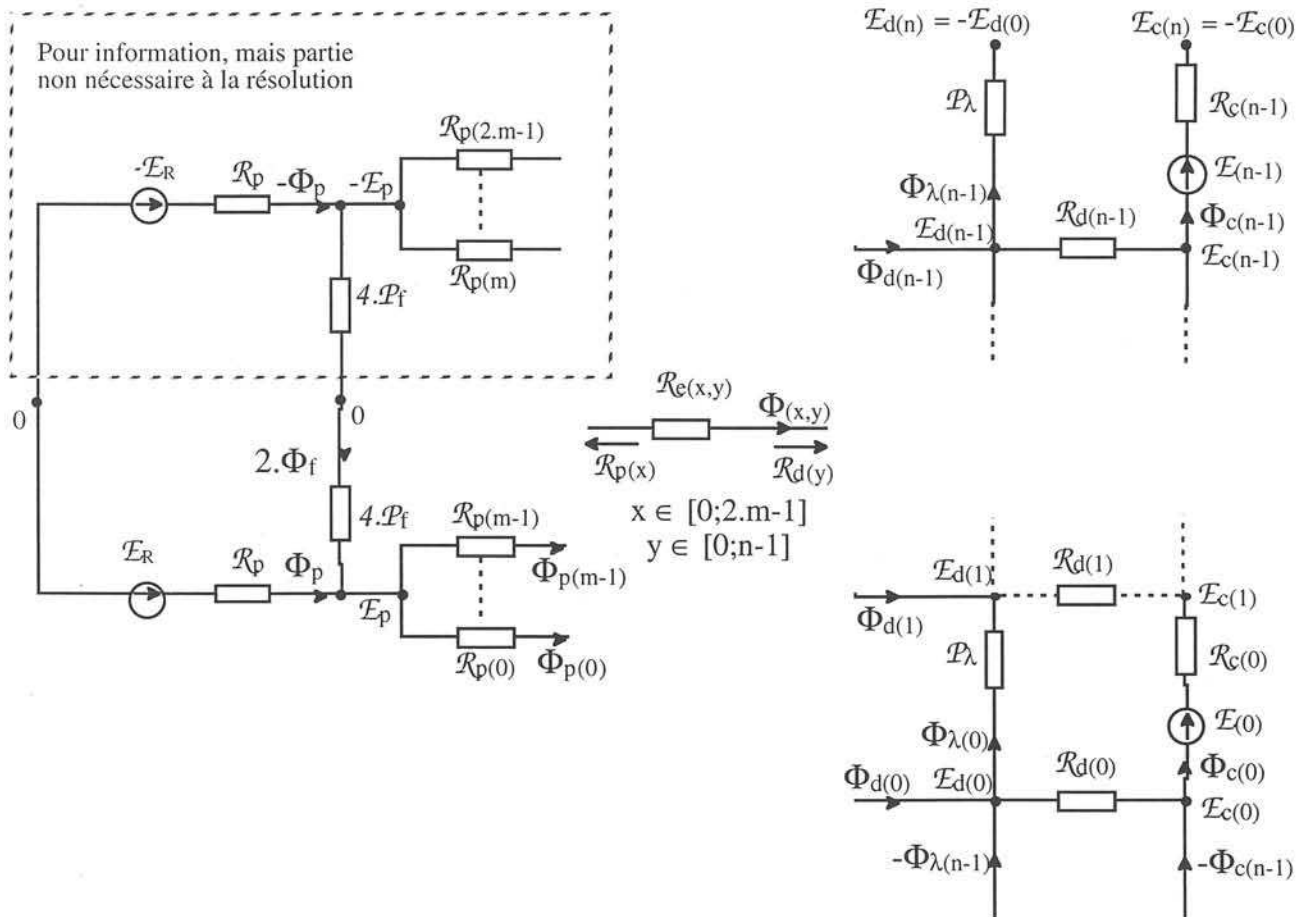 Pour information, mais partie
non nécessaire à la résolution
-ℰR
ℛp
-Φp
-ℰp
ℛp(2.m-1)
ℛp(m)
4.𝒫f
0
0
2.Φf
4.𝒫f
ℰR
ℛp
Φp
ℰp
ℛp(m-1)
Φp(m-1)
ℛp(0)
Φp(0)
ℛe(x,y)
Φ(x,y)
ℛp(x)
ℛd(y)
x ∈ [0;2.m-1]
y ∈ [0;n-1]
ℰd(n) = -ℰd(0)
ℰc(n) = -ℰc(0)
𝒫λ
ℛc(n-1)
ℰ(n-1)
Φλ(n-1)
ℛd(n-1)
Φc(n-1)
ℰd(n-1)
ℰc(n-1)
Φd(n-1)
ℰd(1)
ℛd(1)
ℰc(1)
Φd(1)
𝒫λ
ℛc(0)
ℰ(0)
Φλ(0)
Φc(0)
Φd(0)
ℰd(0)
ℛd(0)
ℰc(0)
-Φλ(n-1)
-Φc(n-1)